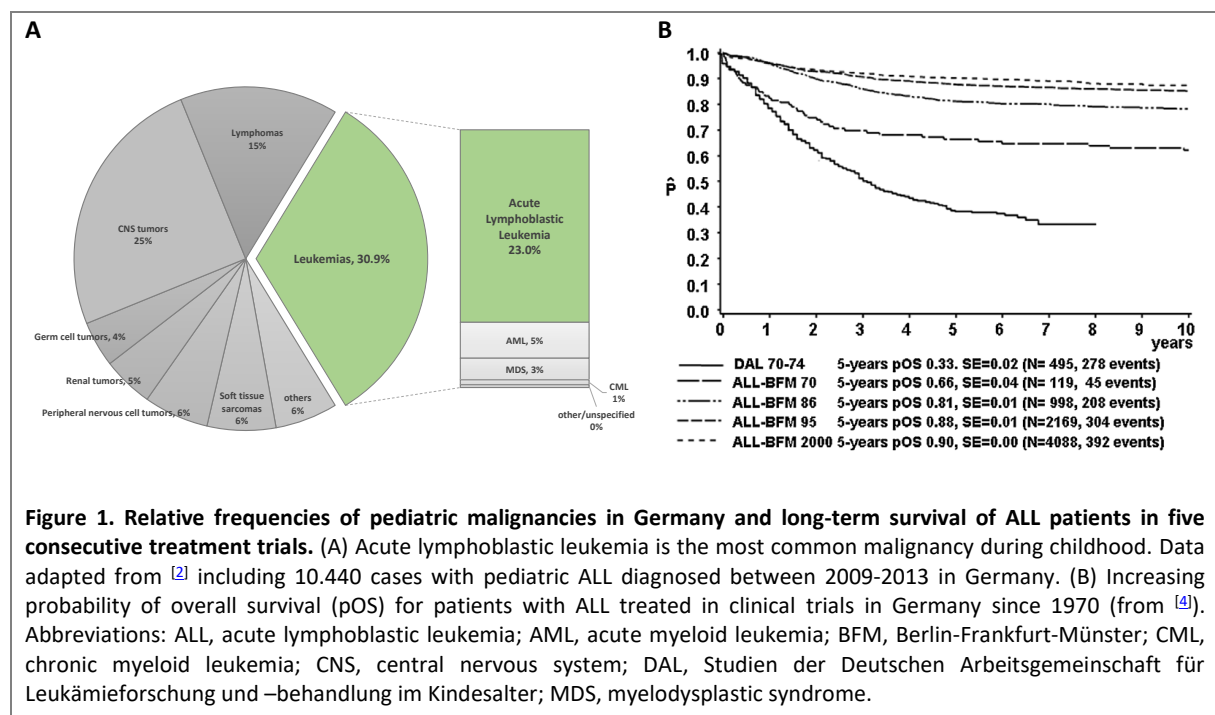 A
Lymphomas
15%
CNS tumors
25%
Leukemias, 30.9%
Germ cell tumors, 4%
Renal tumors, 5%
Peripheral nervous cell tumors, 6%
Soft tissue
sarcomas
6%
others
6%
Acute
Lymphoblastic
Leukemia
23.0%
AML, 5%
MDS, 3%
CML
1%
other/unspecified
0%
B
1.0
0.9
0.8
0.7
0.6
0.5
0.4
0.3
0.2
0.1
0.0
P̂
0 1 2 3 4 5 6 7 8 9 10
years
DAL 70-74 5-years pOS 0.33. SE=0.02 (N= 495, 278 events)
ALL-BFM 70 5-years pOS 0.66, SE=0.04 (N= 119, 45 events)
ALL-BFM 86 5-years pOS 0.81, SE=0.01 (N= 998, 208 events)
ALL-BFM 95 5-years pOS 0.88, SE=0.01 (N=2169, 304 events)
ALL-BFM 2000 5-years pOS 0.90, SE=0.00 (N=4088, 392 events)
Figure 1. Relative frequencies of pediatric malignancies in Germany and long-term survival of ALL patients in five
consecutive treatment trials. (A) Acute lymphoblastic leukemia is the most common malignancy during childhood. Data
adapted from [2] including 10.440 cases with pediatric ALL diagnosed between 2009-2013 in Germany. (B) Increasing
probability of overall survival (pOS) for patients with ALL treated in clinical trials in Germany since 1970 (from [4]).
Abbreviations: ALL, acute lymphoblastic leukemia; AML, acute myeloid leukemia; BFM, Berlin-Frankfurt-Münster; CML,
chronic myeloid leukemia; CNS, central nervous system; DAL, Studien der Deutschen Arbeitsgemeinschaft für
Leukämieforschung und –behandlung im Kindesalter; MDS, myelodysplastic syndrome.